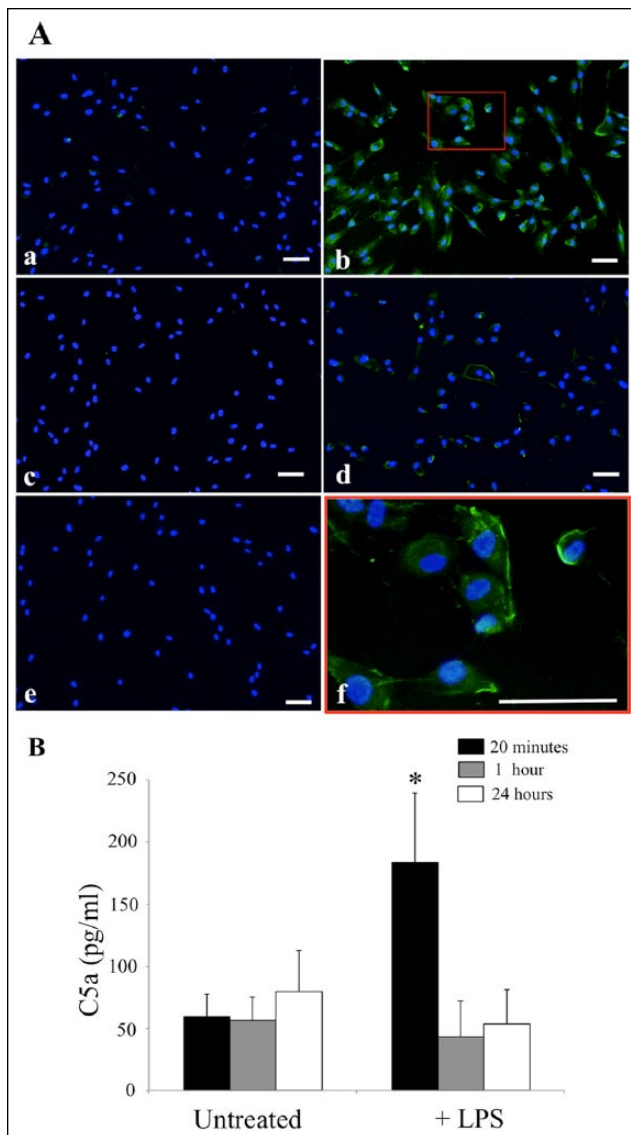 A
a
b
c
d
e
f
B
20 minutes
1 hour
24 hours
250
*
200
150
100
50
0
C5a (pg/ml)
Untreated
+ LPS